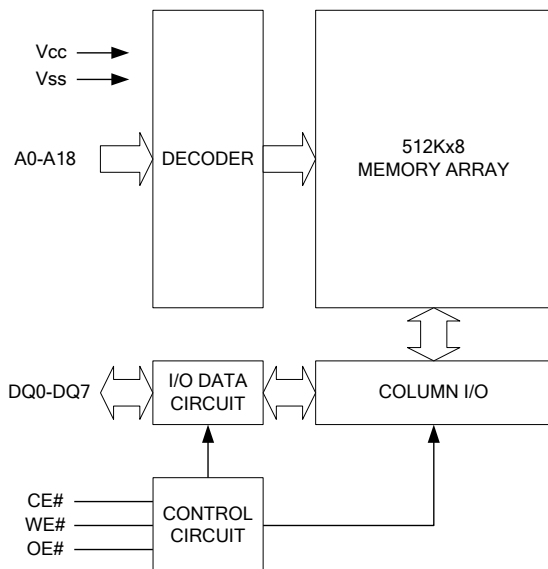 Vcc
Vss
A0-A18
DECODER
512Kx8
MEMORY ARRAY
DQ0-DQ7
I/O DATA
CIRCUIT
COLUMN I/O
CE#
WE#
OE#
CONTROL
CIRCUIT